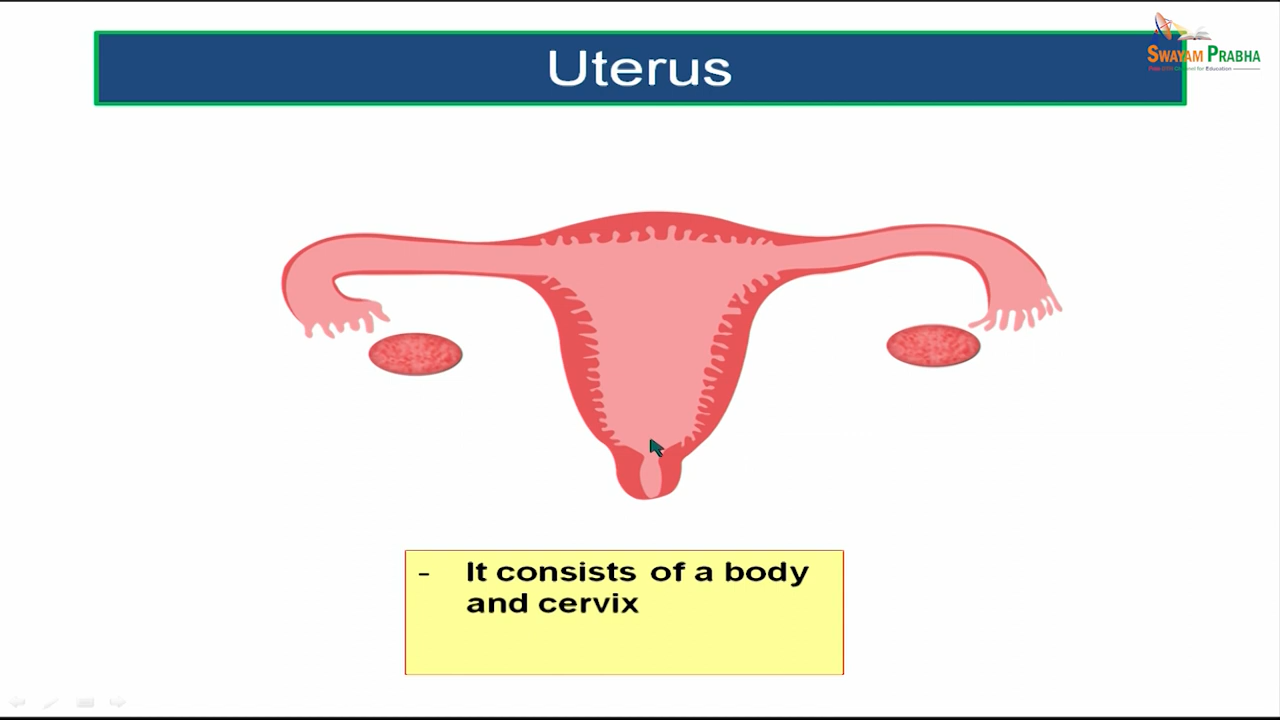 Uterus
SWAYAM PRABHA
- It consists of a body
and cervix